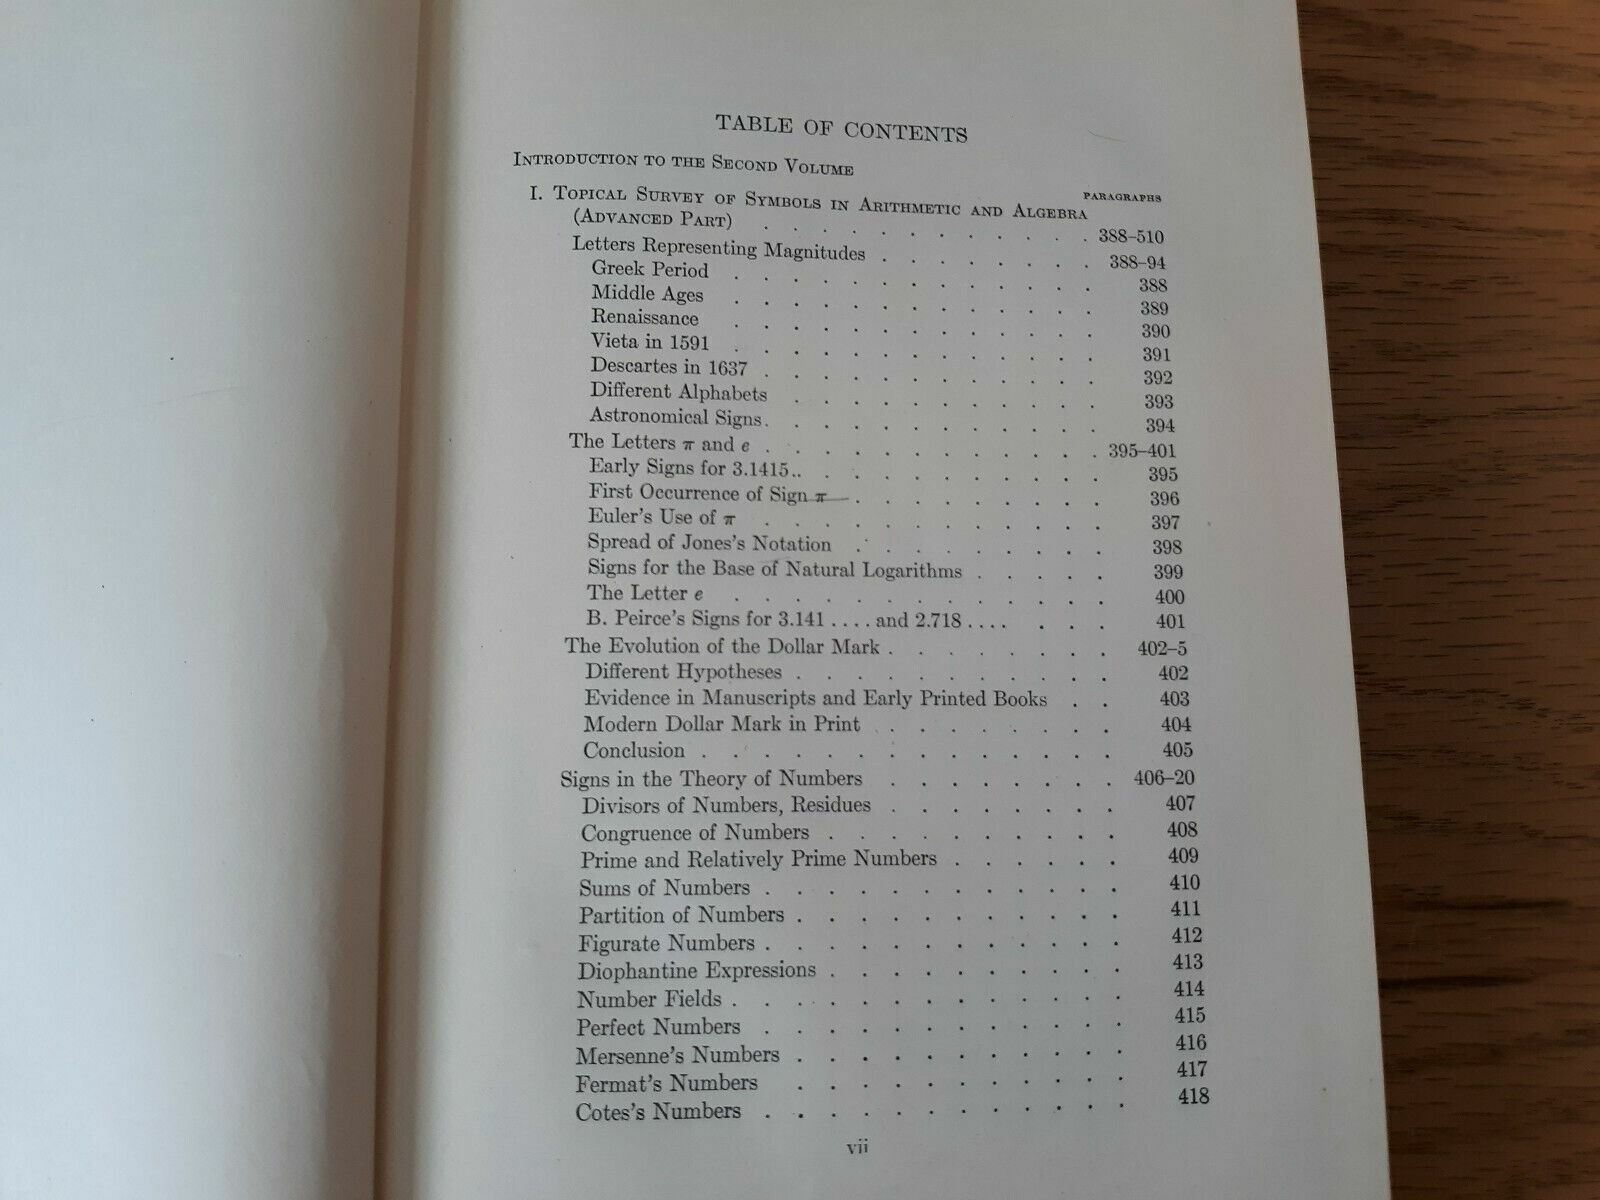 TABLE OF CONTENTS
INTRODUCTION TO THE SECOND VOLUME
PARAGRAPHS
I. TOPICAL SURVEY OF SYMBOLS IN ARITHMETIC AND ALGEBRA
(ADVANCED PART) . . . . . . . . . . . . 388–510
Letters Representing Magnitudes . . . . . . . . 388–94
Greek Period . . . . . . . . . . . . 388
Middle Ages . . . . . . . . . . . . 389
Renaissance . . . . . . . . . . . . 390
Vieta in 1591 . . . . . . . . . . . . 391
Descartes in 1637 . . . . . . . . . . . . 392
Different Alphabets . . . . . . . . . . . 393
Astronomical Signs . . . . . . . . . . . . 394
The Letters π and e . . . . . . . . . . . . 395–401
Early Signs for 3.1415.. . . . . . . . . . . 395
First Occurrence of Sign π . . . . . . . . . 396
Euler's Use of π . . . . . . . . . . . . 397
Spread of Jones's Notation . . . . . . . . . 398
Signs for the Base of Natural Logarithms . . . . . 399
The Letter e . . . . . . . . . . . . . 400
B. Peirce's Signs for 3.141 .... and 2.718 .... . . . 401
The Evolution of the Dollar Mark . . . . . . . . 402–5
Different Hypotheses . . . . . . . . . . . 402
Evidence in Manuscripts and Early Printed Books . . 403
Modern Dollar Mark in Print . . . . . . . . 404
Conclusion . . . . . . . . . . . . . . 405
Signs in the Theory of Numbers . . . . . . . . 406–20
Divisors of Numbers, Residues . . . . . . . . 407
Congruence of Numbers . . . . . . . . . . 408
Prime and Relatively Prime Numbers . . . . . . 409
Sums of Numbers . . . . . . . . . . . . 410
Partition of Numbers . . . . . . . . . . . 411
Figurate Numbers . . . . . . . . . . . . 412
Diophantine Expressions . . . . . . . . . . 413
Number Fields . . . . . . . . . . . . . 414
Perfect Numbers . . . . . . . . . . . . 415
Mersenne's Numbers . . . . . . . . . . . 416
Fermat's Numbers . . . . . . . . . . . 417
Cotes's Numbers . . . . . . . . . . . . 418
vii